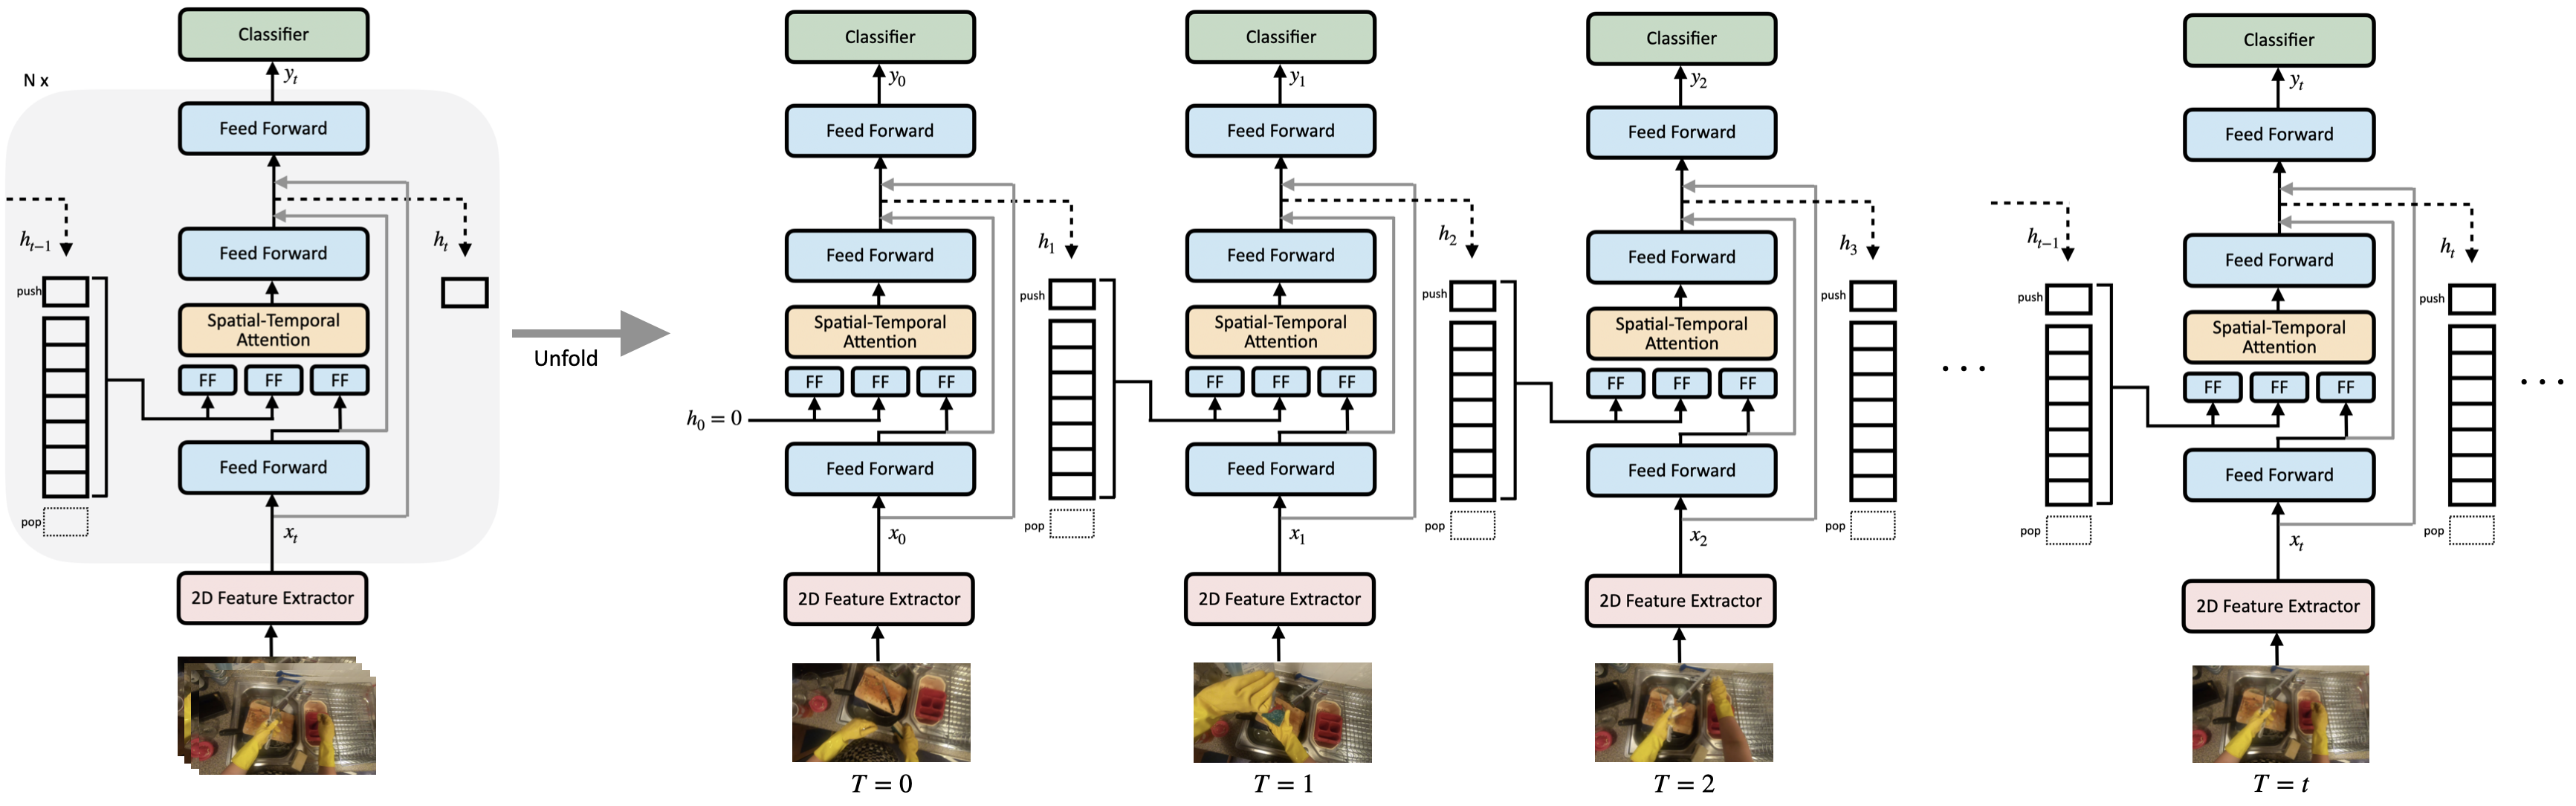 N x
Classifier
y_t
Feed Forward
h_{t−1}
h_t
Feed Forward
push
Spatial-Temporal
Attention
FF FF FF
Feed Forward
pop
x_t
2D Feature Extractor
Unfold
Classifier
y_0
Feed Forward
h_1
Feed Forward
push
Spatial-Temporal
Attention
FF FF FF
h_0 = 0
Feed Forward
pop
x_0
2D Feature Extractor
T = 0
Classifier
y_1
Feed Forward
h_2
Feed Forward
push
Spatial-Temporal
Attention
FF FF FF
Feed Forward
pop
x_1
2D Feature Extractor
T = 1
Classifier
y_2
Feed Forward
h_3
Feed Forward
push
Spatial-Temporal
Attention
FF FF FF
Feed Forward
pop
x_2
2D Feature Extractor
T = 2
. . .
h_{t−1}
push
pop
Classifier
y_t
Feed Forward
h_t
Feed Forward
push
Spatial-Temporal
Attention
FF FF FF
Feed Forward
pop
x_t
2D Feature Extractor
T = t
. . .